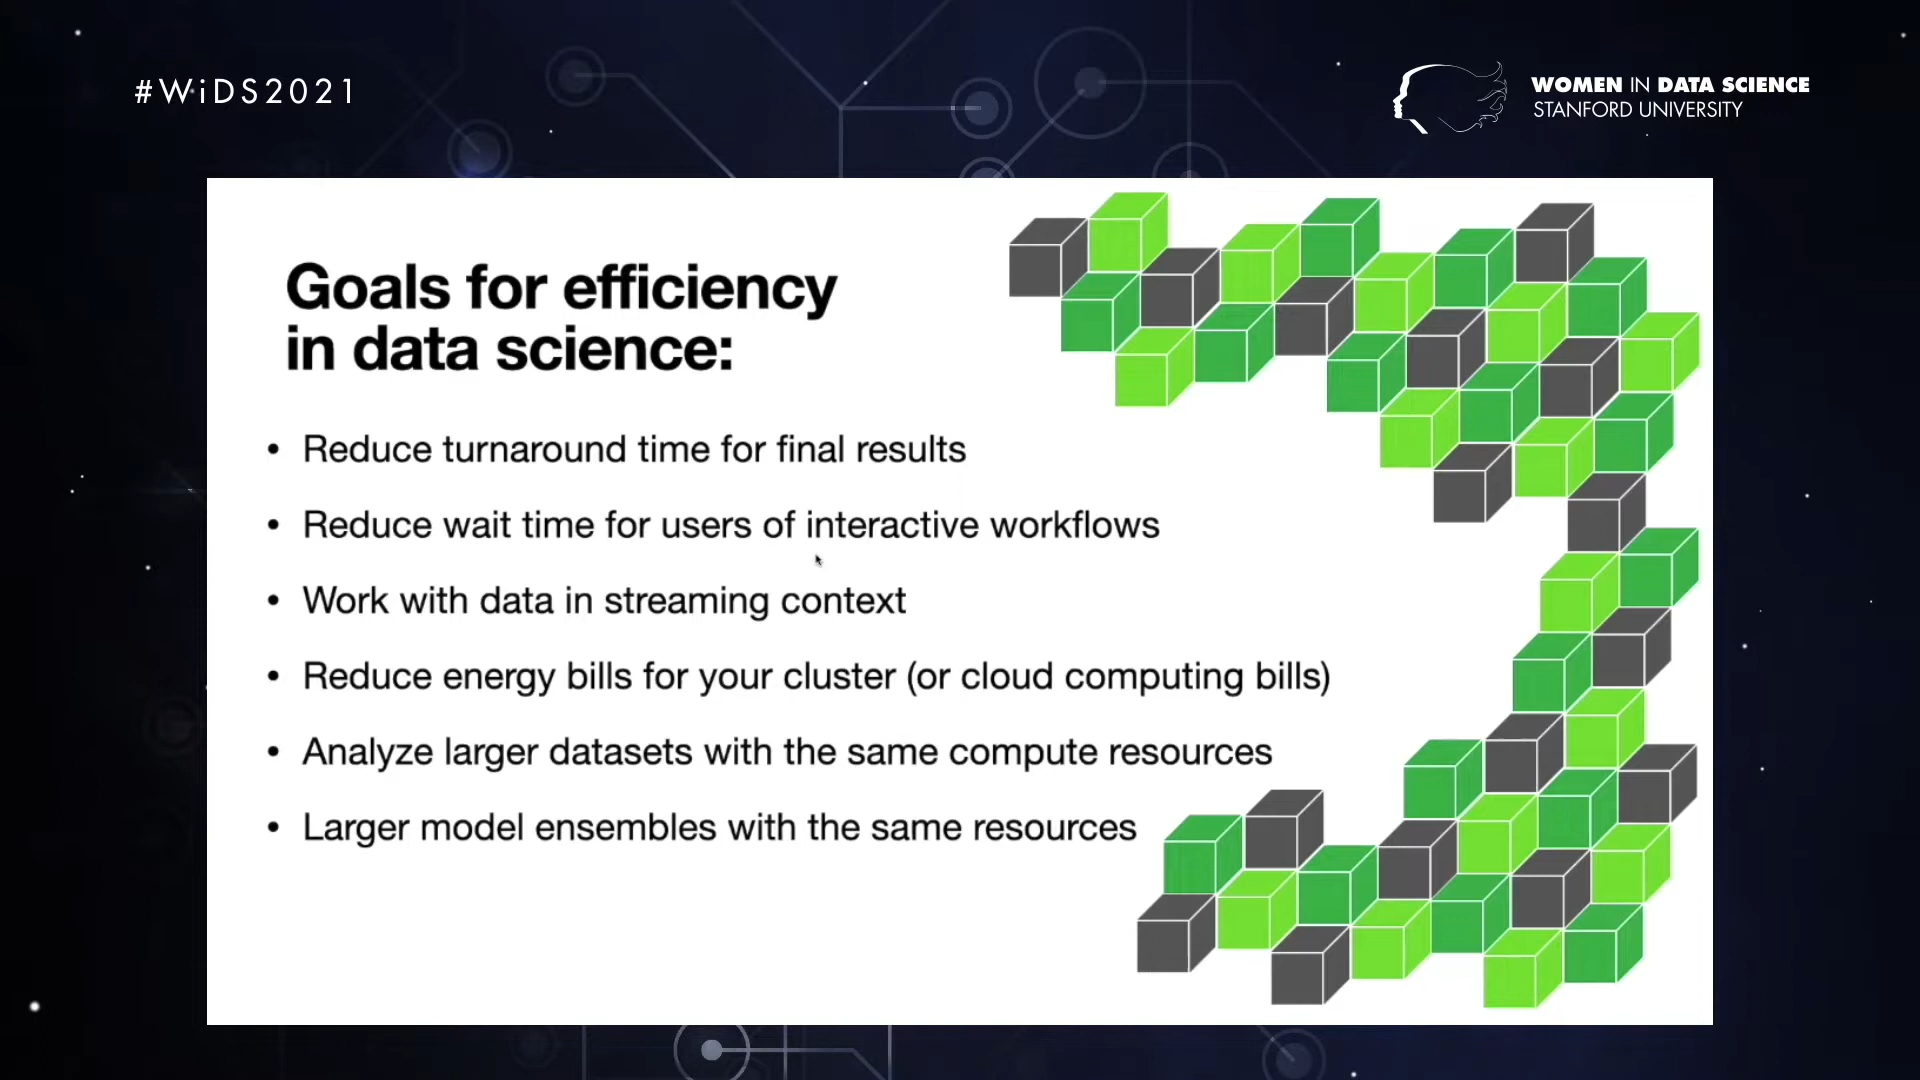 #WiDS2021
WOMEN IN DATA SCIENCE
STANFORD UNIVERSITY
Goals for efficiency
in data science:
• Reduce turnaround time for final results
• Reduce wait time for users of interactive workflows
• Work with data in streaming context
• Reduce energy bills for your cluster (or cloud computing bills)
• Analyze larger datasets with the same compute resources
• Larger model ensembles with the same resources